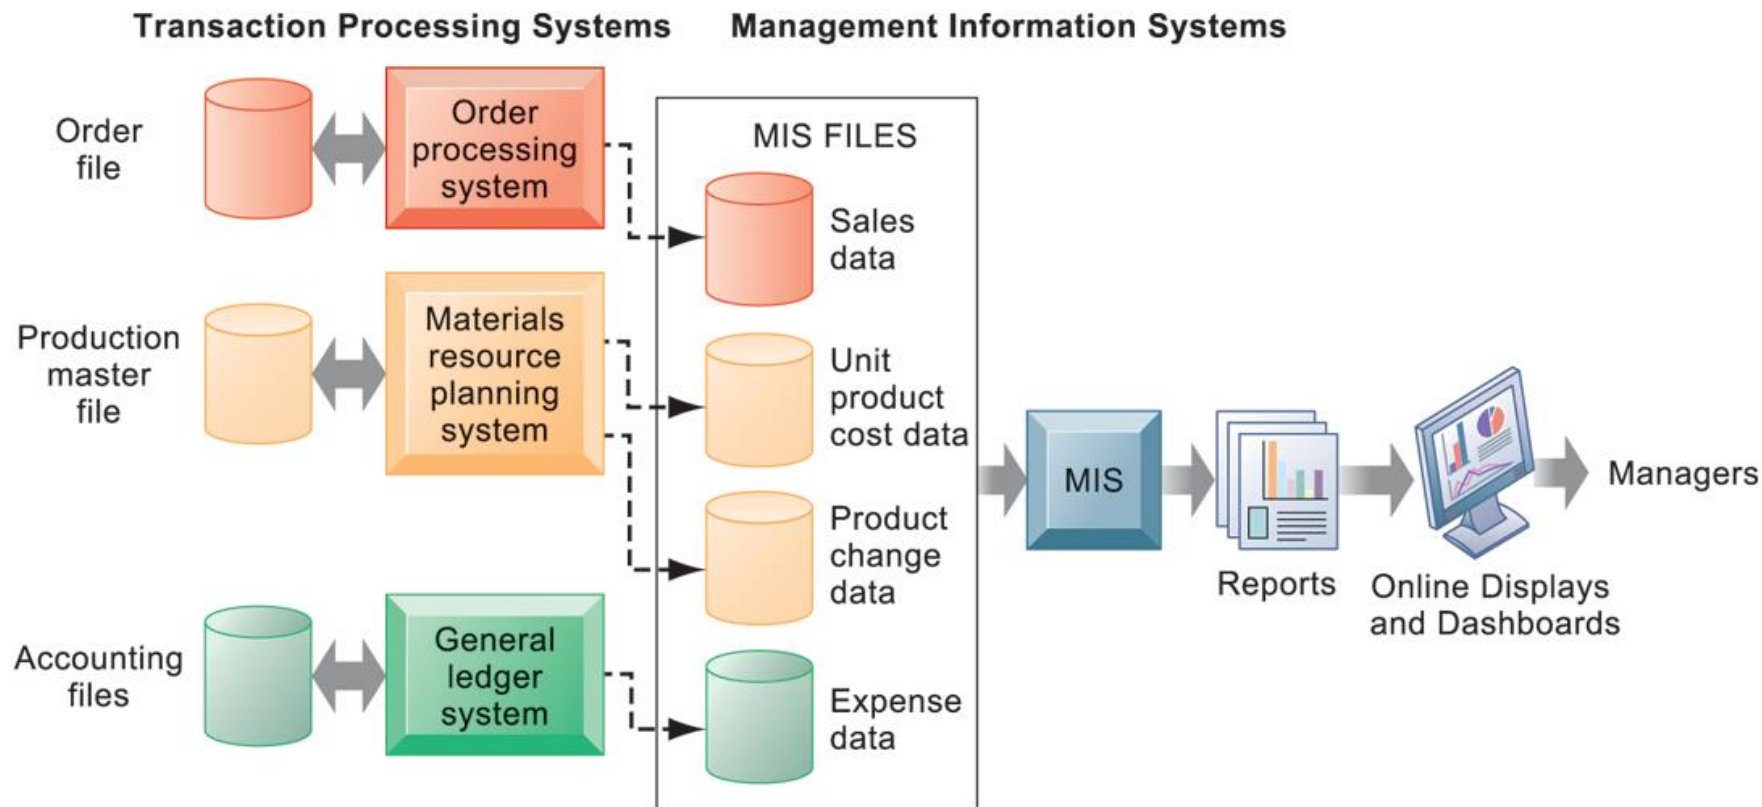 Transaction Processing Systems
Management Information Systems
Order
file
Order
processing
system
MIS FILES
Sales
data
Production
master
file
Materials
resource
planning
system
Unit
product
cost data
Product
change
data
Accounting
files
General
ledger
system
Expense
data
MIS
Reports
Online Displays
and Dashboards
Managers